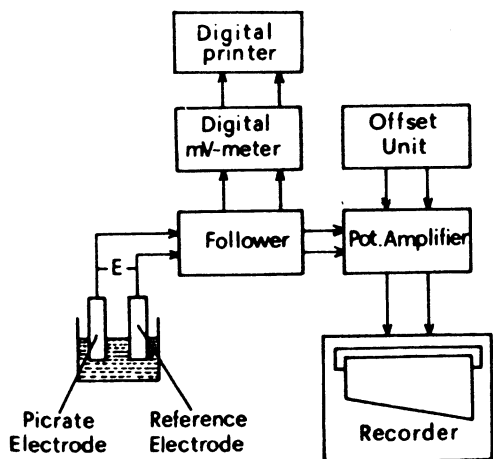 Digital
printer
Digital
mV-meter
Offset
Unit
Follower
Pot. Amplifier
E
Picrate
Electrode
Reference
Electrode
Recorder